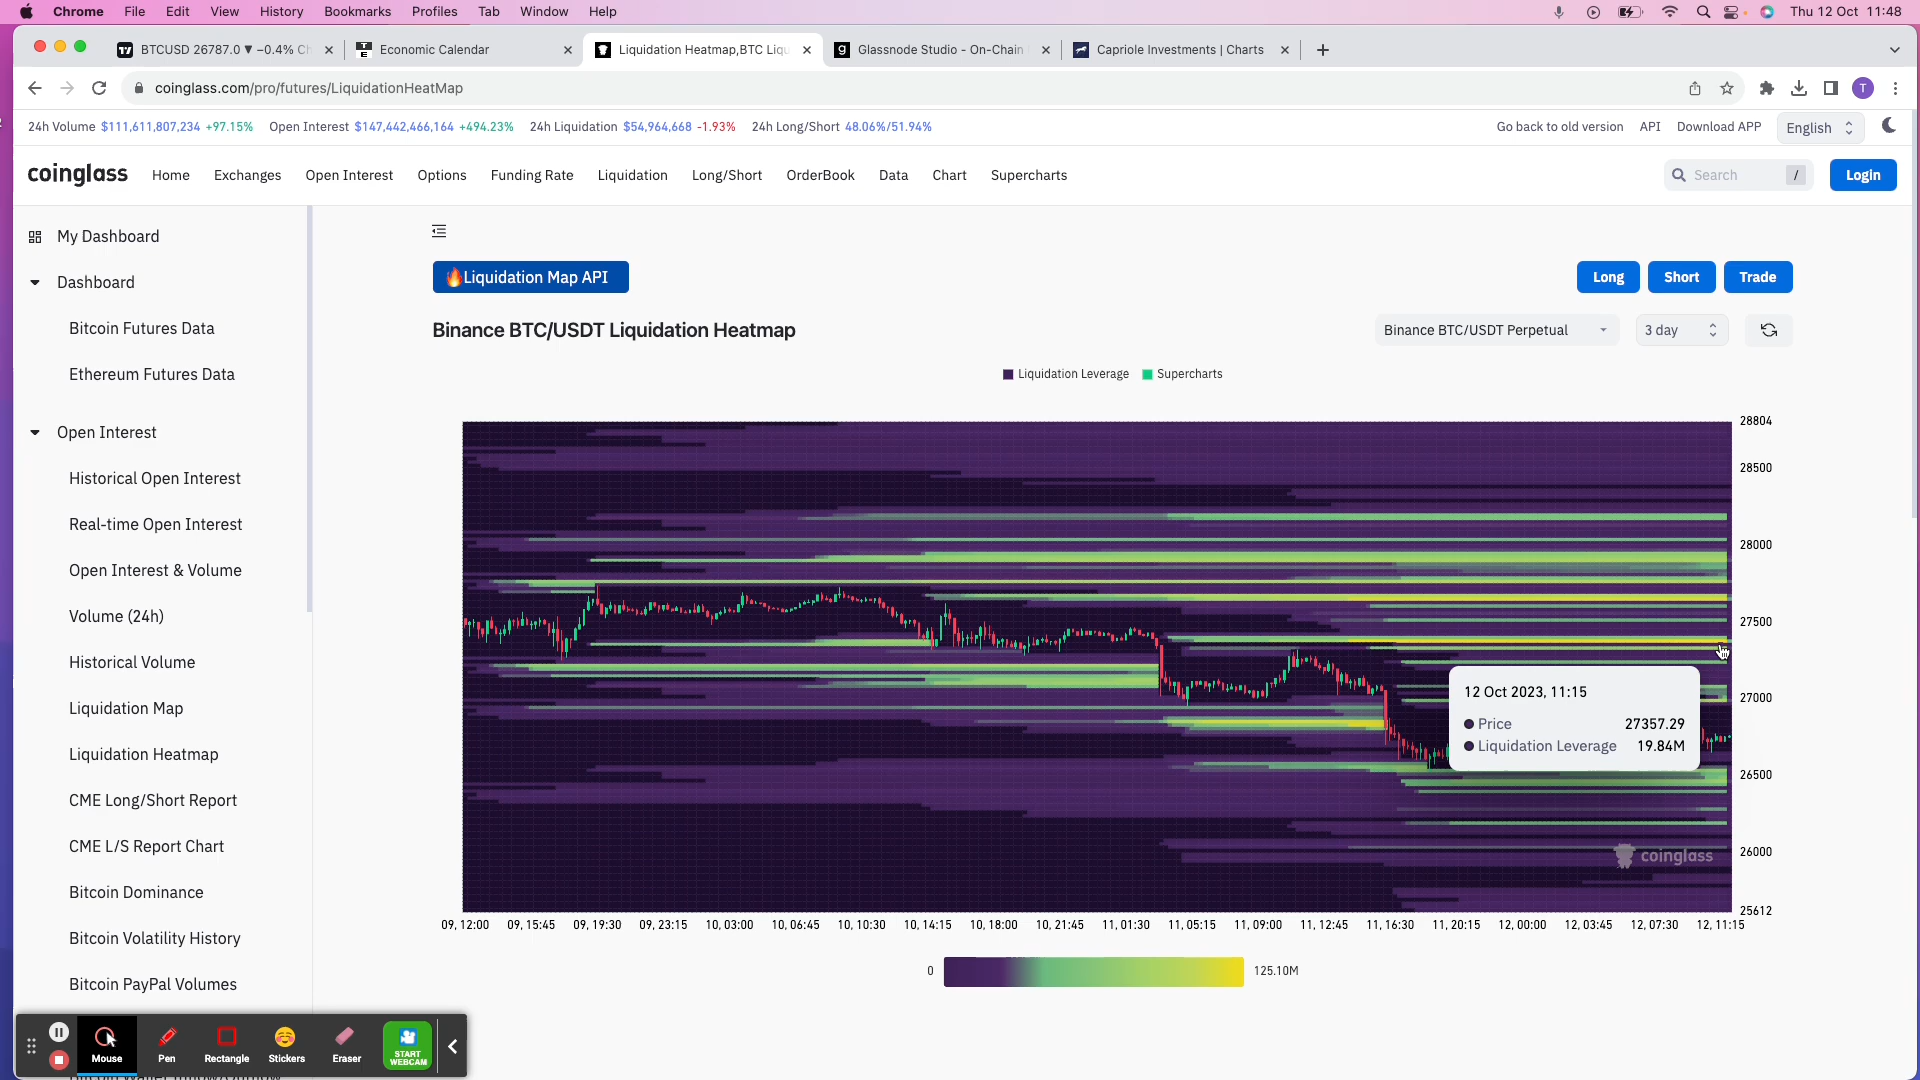 Chrome File Edit View History Bookmarks Profiles Tab Window Help Thu 12 Oct 11:48
BTCUSD 26787.0 ▼ −0.4% Economic Calendar Liquidation Heatmap,BTC Liqu Glassnode Studio - On-Chain Capriole Investments | Charts
coinglass.com/pro/futures/LiquidationHeatMap T
24h Volume $111,611,807,234 +97.15% Open Interest $147,442,466,164 +494.23% 24h Liquidation $54,964,668 -1.93% 24h Long/Short 48.06%/51.94% Go back to old version API Download APP English
coinglass Home Exchanges Open Interest Options Funding Rate Liquidation Long/Short OrderBook Data Chart Supercharts Search / Login
My Dashboard
Dashboard
Bitcoin Futures Data
Ethereum Futures Data
Open Interest
Historical Open Interest
Real-time Open Interest
Open Interest & Volume
Volume (24h)
Historical Volume
Liquidation Map
Liquidation Heatmap
CME Long/Short Report
CME L/S Report Chart
Bitcoin Dominance
Bitcoin Volatility History
Bitcoin PayPal Volumes
🔥Liquidation Map API Long Short Trade
Binance BTC/USDT Liquidation Heatmap Binance BTC/USDT Perpetual 3 day
Liquidation Leverage Supercharts
28804
28500
28000
27500
27000
26500
26000
25612
12 Oct 2023, 11:15
Price 27357.29
Liquidation Leverage 19.84M
coinglass
09, 12:00 09, 15:45 09, 19:30 09, 23:15 10, 03:00 10, 06:45 10, 10:30 10, 14:15 10, 18:00 10, 21:45 11, 01:30 11, 05:15 11, 09:00 11, 12:45 11, 16:30 11, 20:15 12, 00:00 12, 03:45 12, 07:30 12, 11:15
0 125.10M
Mouse Pen Rectangle Stickers Eraser START WEBCAM